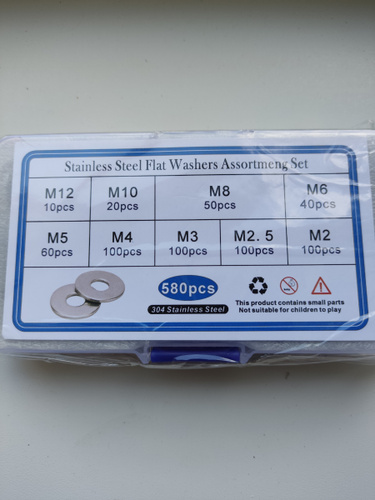 Stainless Steel Flat Washers Assortmeng Set
M12 M10 M8 M6
10pcs 20pcs 50pcs 40pcs
M5 M4 M3 M2.5 M2
60pcs 100pcs 100pcs 100pcs 100pcs
580pcs
304 Stainless Steel
This product contains small parts
Not suitable for children to play